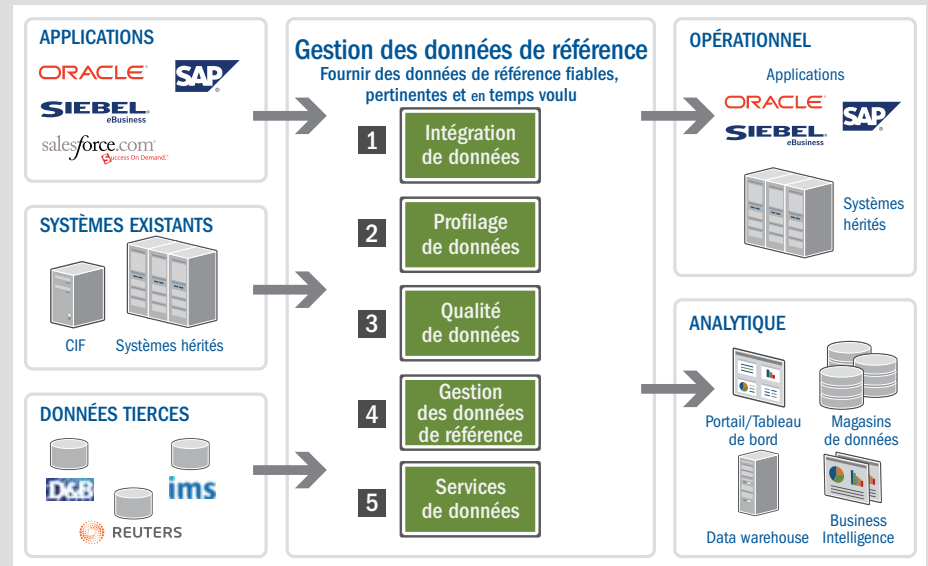 APPLICATIONS
ORACLE
SAP
SIEBEL
eBusiness
salesforce.com
Success On Demand.
SYSTÈMES EXISTANTS
CIF
Systèmes hérités
DONNÉES TIERCES
D&B
ims
REUTERS
Gestion des données de référence
Fournir des données de référence fiables,
pertinentes et en temps voulu
1
Intégration
de données
2
Profilage
de données
3
Qualité
de données
4
Gestion
des données
de référence
5
Services
de données
OPÉRATIONNEL
Applications
ORACLE
SIEBEL
eBusiness
SAP
Systèmes
hérités
ANALYTIQUE
Portail/Tableau
de bord
Magasins
de données
Data warehouse
Business
Intelligence